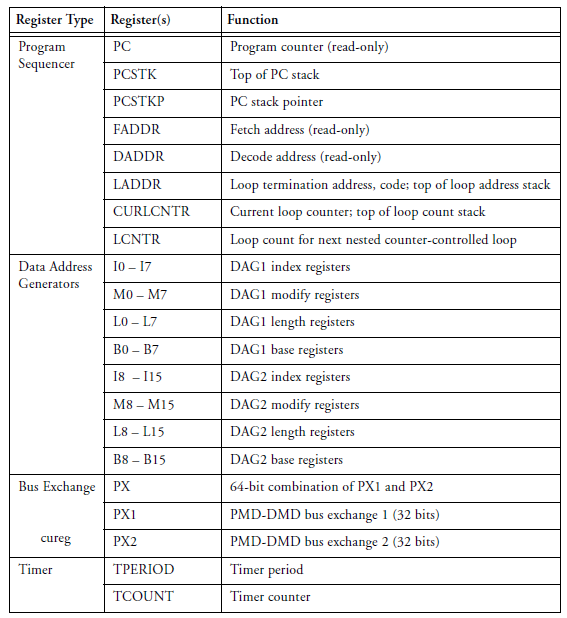 Register Type Register(s) Function
Program Sequencer PC Program counter (read-only)
PCSTK Top of PC stack
PCSTKP PC stack pointer
FADDR Fetch address (read-only)
DADDR Decode address (read-only)
LADDR Loop termination address, code; top of loop address stack
CURLCNTR Current loop counter; top of loop count stack
LCNTR Loop count for next nested counter-controlled loop
Data Address Generators I0 – I7 DAG1 index registers
M0 – M7 DAG1 modify registers
L0 – L7 DAG1 length registers
B0 – B7 DAG1 base registers
I8 – I15 DAG2 index registers
M8 – M15 DAG2 modify registers
L8 – L15 DAG2 length registers
B8 – B15 DAG2 base registers
Bus Exchange PX 64-bit combination of PX1 and PX2
PX1 PMD-DMD bus exchange 1 (32 bits)
cureg PX2 PMD-DMD bus exchange 2 (32 bits)
Timer TPERIOD Timer period
TCOUNT Timer counter